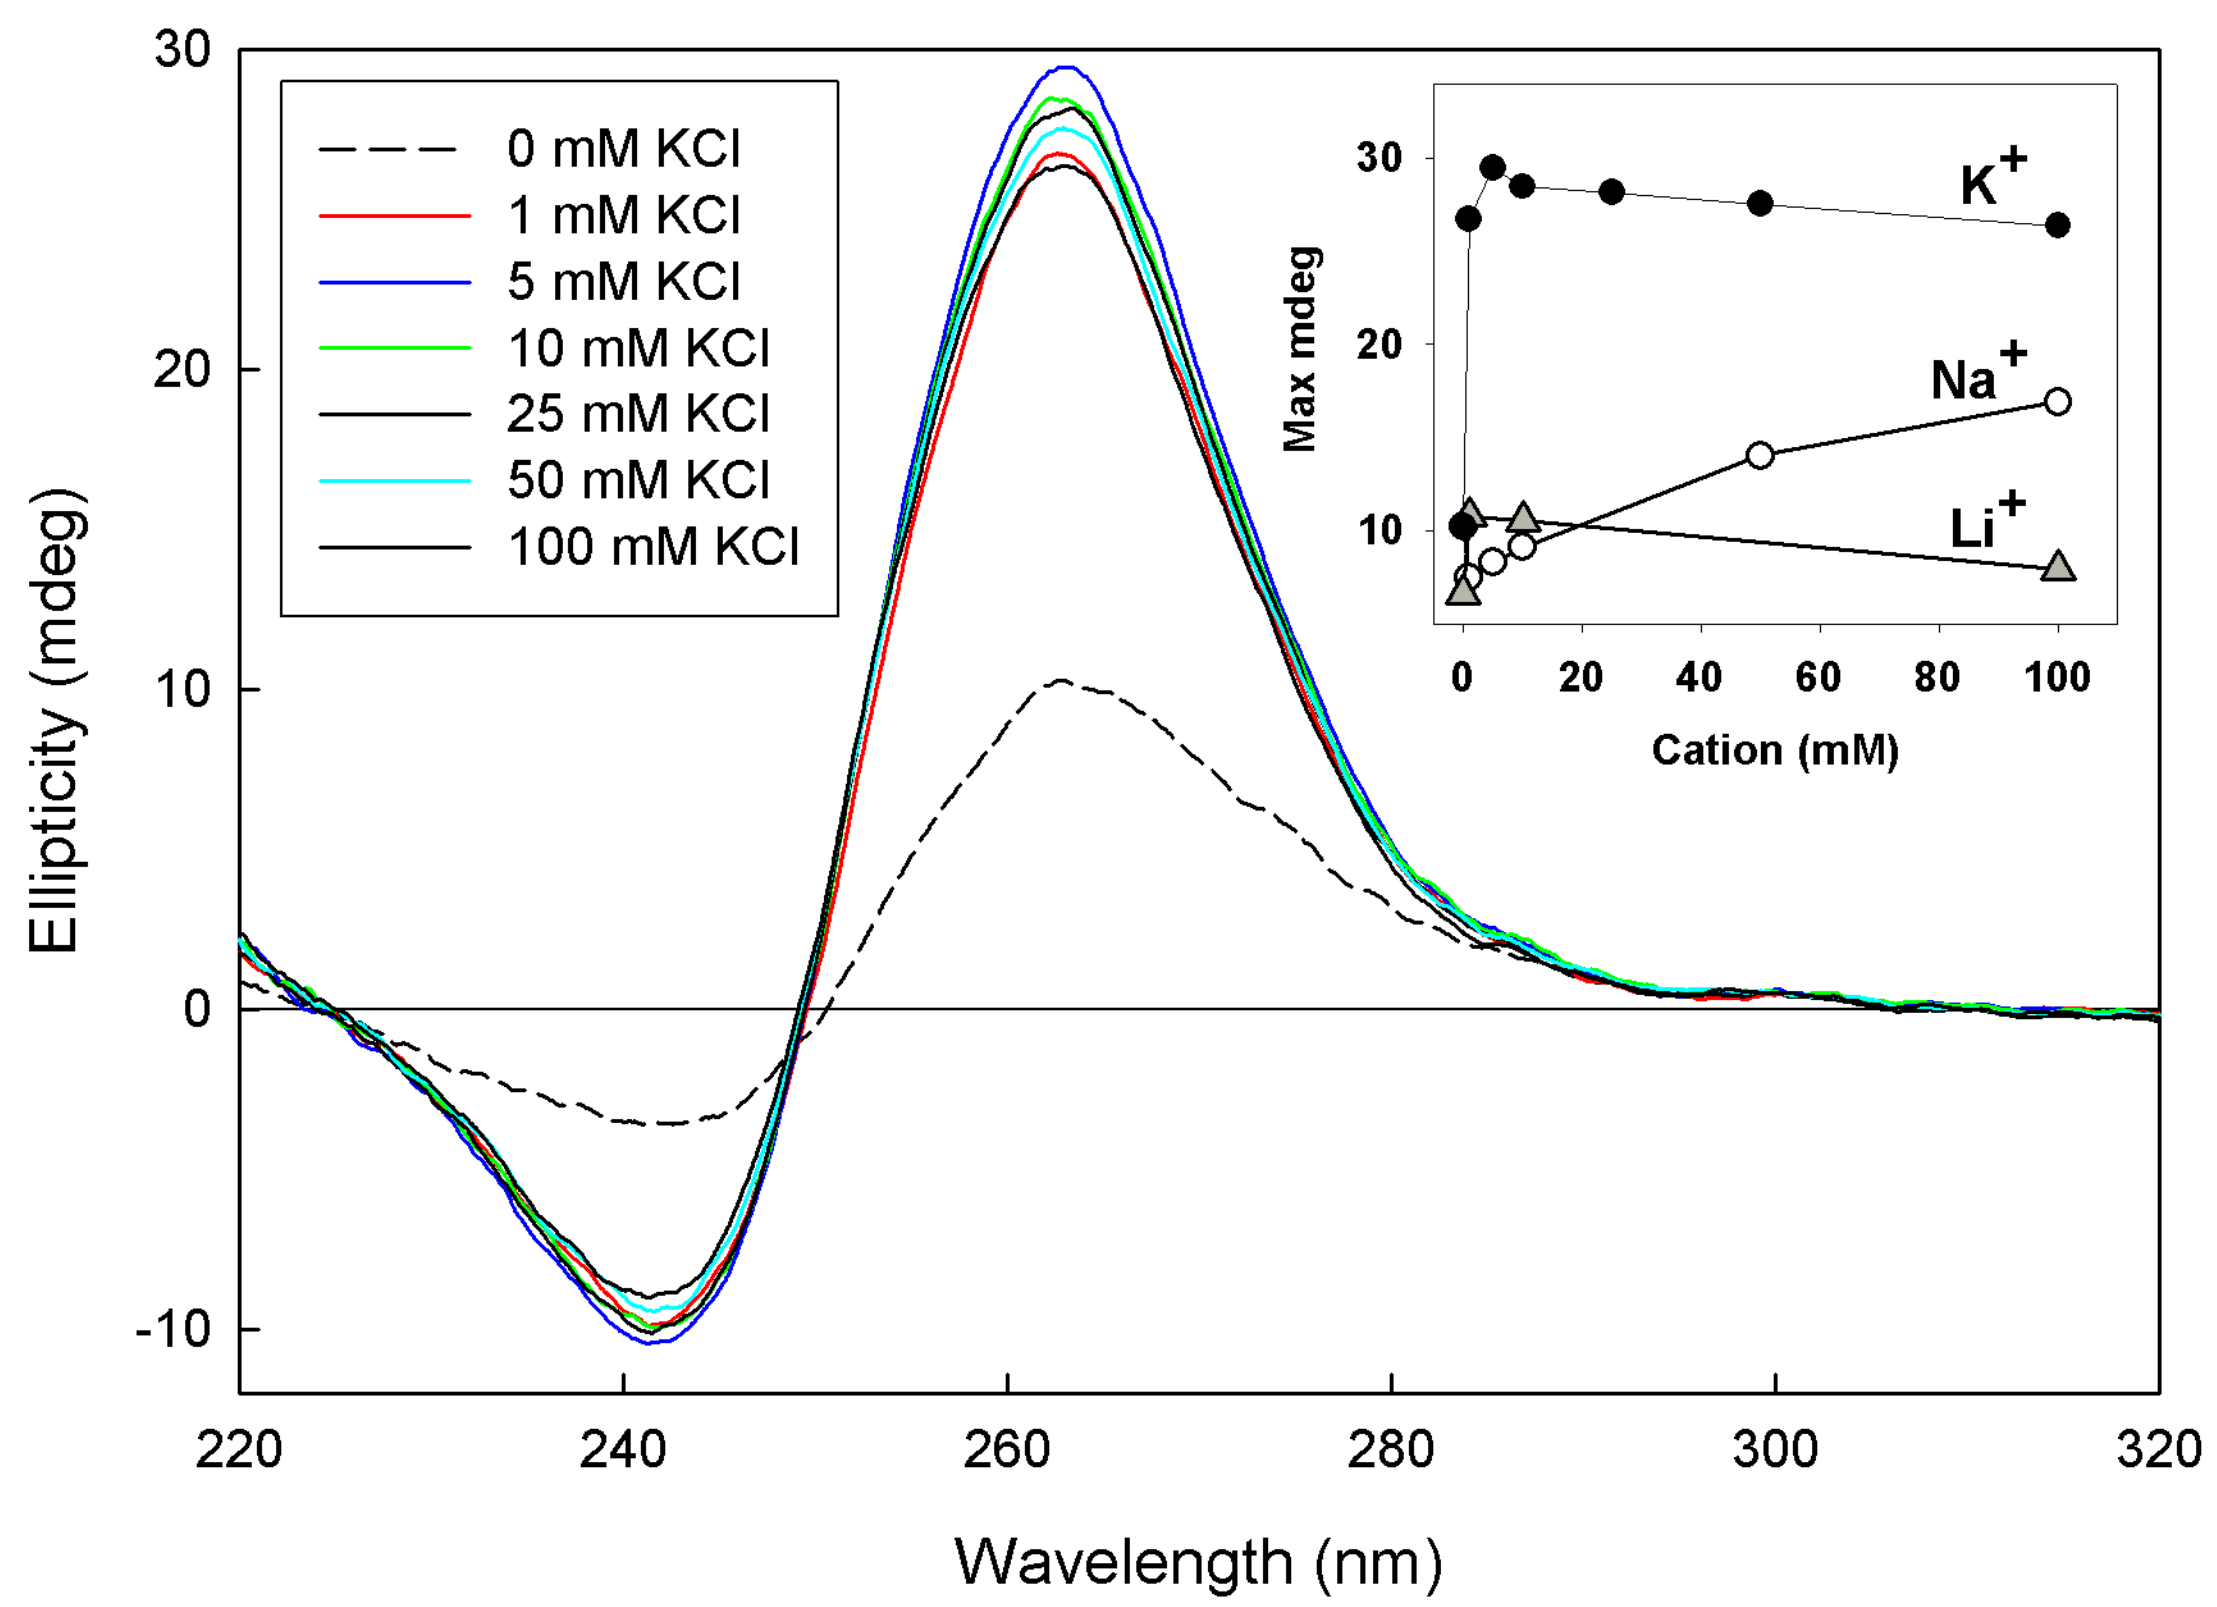 30
20
10
0
-10
Ellipticity (mdeg)
0 mM KCl
1 mM KCl
5 mM KCl
10 mM KCl
25 mM KCl
50 mM KCl
100 mM KCl
220
240
260
280
300
320
Wavelength (nm)
30
20
10
Max mdeg
K+
Na+
Li+
0
20
40
60
80
100
Cation (mM)